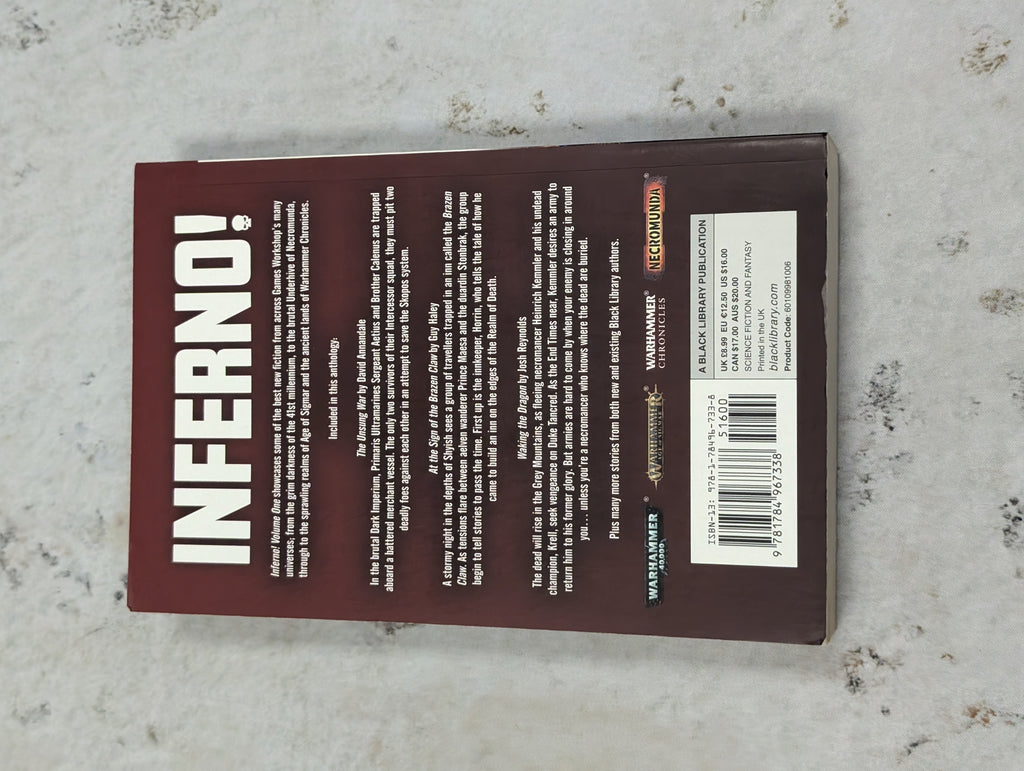 INFERNO!
Inferno! Volume One showcases some of the best new fiction from across Games Workshop's many
universes, from the grim darkness of the 41st millennium, to the brutal Underhive of Necromunda,
through to the sprawling realms of Age of Sigmar and the ancient lands of Warhammer Chronicles.
Included in this anthology:
The Unsung War by David Annandale
In the brutal Dark Imperium, Primaris Ultramarines Sergeant Aetius and Brother Caleus are trapped
aboard a battered merchant vessel. The only two survivors of their Intercessor squad, they must pit two
deadly foes against each other in an attempt to save the Skopos system.
At the Sign of the Brazen Claw by Guy Haley
A stormy night in the depths of Shyish sees a group of travellers trapped in an inn called the Brazen
Claw. As tensions flare between aelven wanderer Prince Maesa and the duardin Stonbrak, the group
begin to tell stories to pass the time. First up is the innkeeper, Horrin, who tells the tale of how he
came to build an inn on the edges of the Realm of Death.
Waking the Dragon by Josh Reynolds
The dead will rise in the Grey Mountains, as fleeing necromancer Heinrich Kemmler and his undead
champion, Krell, seek vengeance on Duke Tancred. As the End Times near, Kemmler desires an army to
return him to his former glory. But armies are hard to come by when your enemy is closing in around
you... unless you're a necromancer who knows where the dead are buried.
Plus many more stories from both new and existing Black Library authors.
WARHAMMER
40,000
WARHAMMER
WARHAMMER®
CHRONICLES
NECROMUNDA®
ISBN-13: 978-1-78496-733-8
51600
9 781784 967338
A BLACK LIBRARY PUBLICATION
UK £8.99 EU €12.50 US $16.00
CAN $17.00 AUS $20.00
SCIENCE FICTION AND FANTASY
Printed in the UK
blacklibrary.com
Product Code: 60109981006